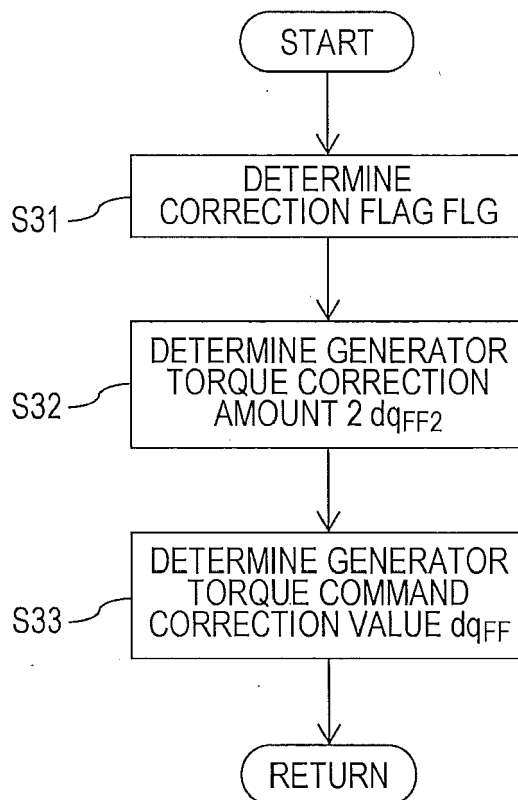 START
DETERMINE
CORRECTION FLAG FLG
S31
DETERMINE GENERATOR
TORQUE CORRECTION
AMOUNT 2 dqFF2
S32
DETERMINE GENERATOR
TORQUE COMMAND
CORRECTION VALUE dqFF
S33
RETURN